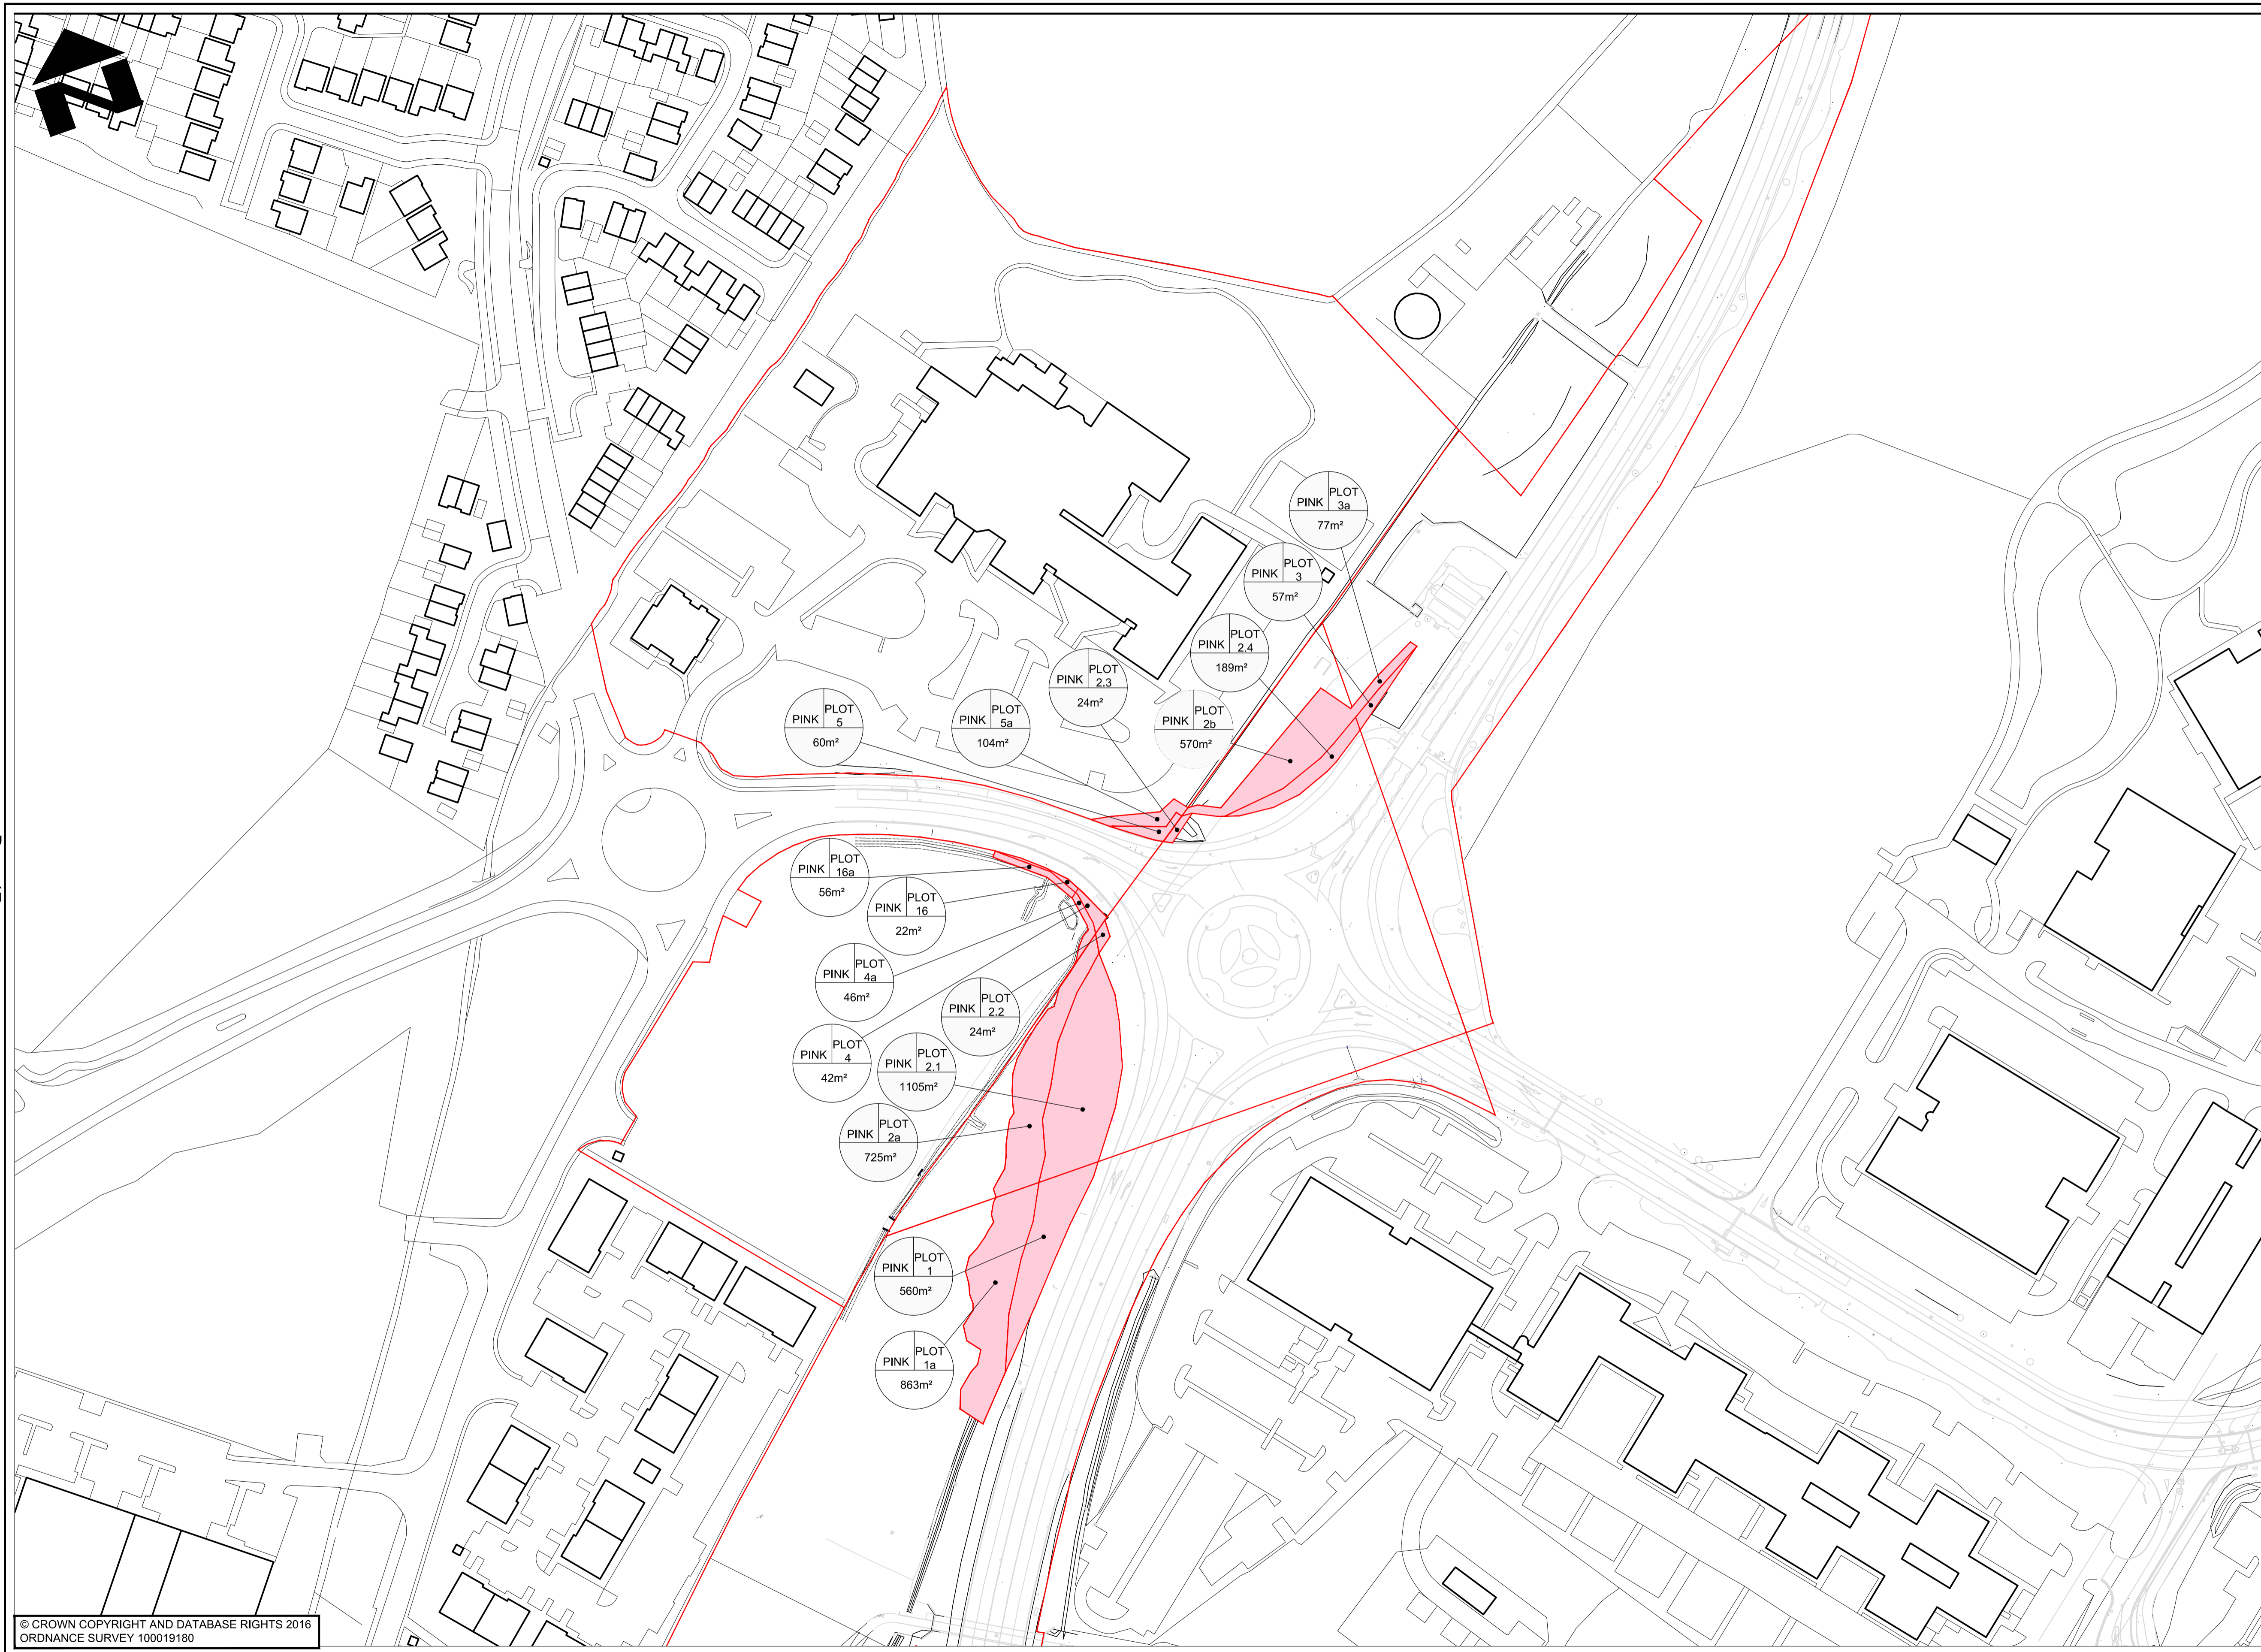 PINK PLOT 3a
77m²
PINK PLOT 3
57m²
PINK PLOT 2.4
189m²
PINK PLOT 2.3
24m²
PINK PLOT 5
60m²
PINK PLOT 5a
104m²
PINK PLOT 2b
570m²
PINK PLOT 16a
56m²
PINK PLOT 16
22m²
PINK PLOT 4a
46m²
PINK PLOT 2.2
24m²
PINK PLOT 4
42m²
PINK PLOT 2.1
1105m²
PINK PLOT 2a
725m²
PINK PLOT 1
560m²
PINK PLOT 1a
863m²
© CROWN COPYRIGHT AND DATABASE RIGHTS 2016
ORDNANCE SURVEY 100019180
N